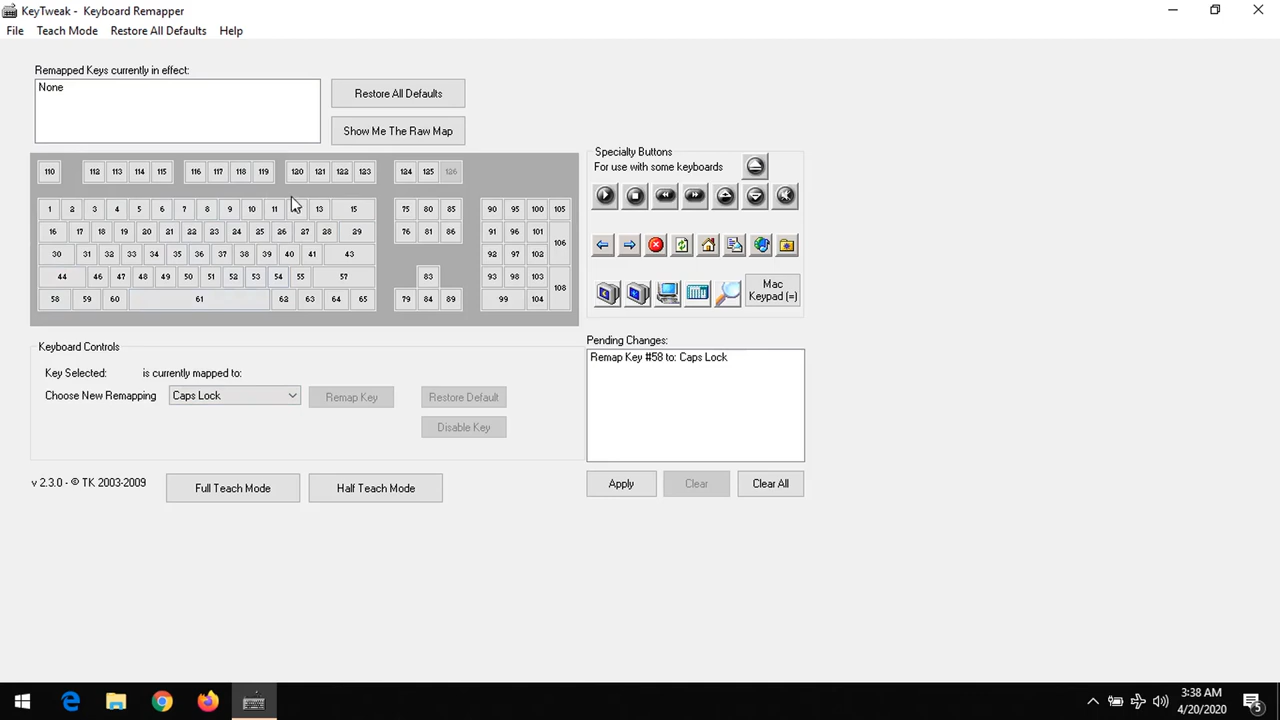 KeyTweak - Keyboard Remapper
File Teach Mode Restore All Defaults Help
Remapped Keys currently in effect:
None
Restore All Defaults
Show Me The Raw Map
110 112 113 114 115 116 117 118 119 120 121 122 123 124 125 126
1 2 3 4 5 6 7 8 9 10 11 13 15 75 80 85 90 95 100 105
16 17 18 19 20 21 22 23 24 25 26 27 28 29 76 81 86 91 96 101
30 31 32 33 34 35 36 37 38 39 40 41 43 92 97 102 106
44 46 47 48 49 50 51 52 53 54 55 57 83 93 98 103
58 59 60 61 62 63 64 65 79 84 89 99 104 108
Specialty Buttons
For use with some keyboards
Mac
Keypad (=)
Keyboard Controls
Key Selected: is currently mapped to:
Choose New Remapping Caps Lock Remap Key Restore Default
Disable Key
Pending Changes:
Remap Key #58 to: Caps Lock
Apply Clear Clear All
v 2.3.0 - © TK 2003-2009 Full Teach Mode Half Teach Mode
3:38 AM
4/20/2020
5